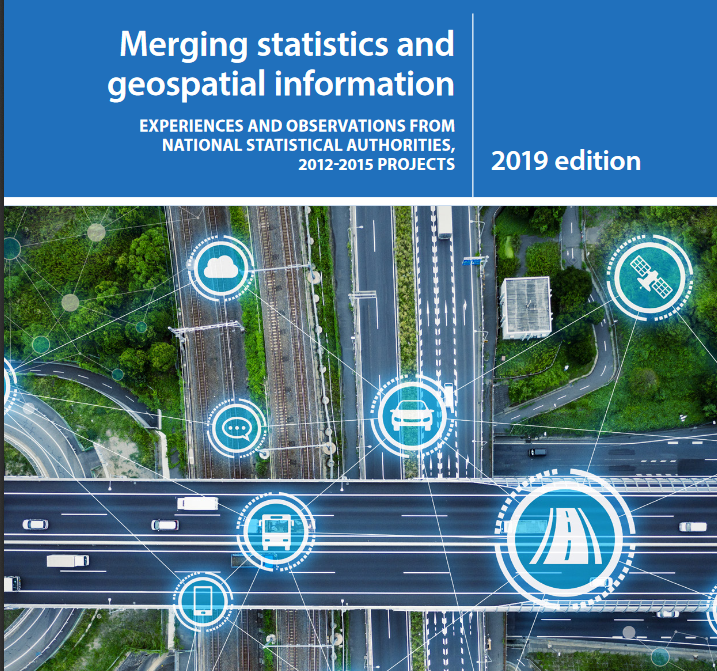 Merging statistics and
geospatial information
EXPERIENCES AND OBSERVATIONS FROM
NATIONAL STATISTICAL AUTHORITIES,
2012-2015 PROJECTS
2019 edition